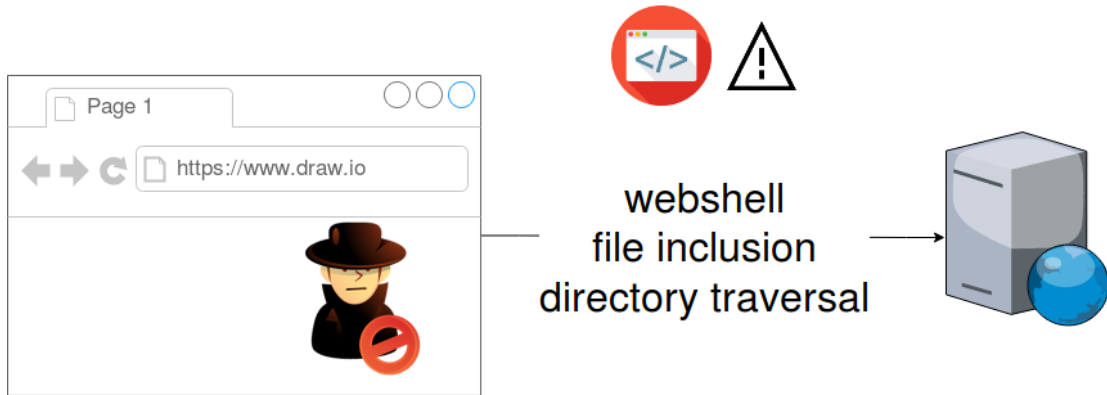 </>
Page 1
https://www.draw.io
webshell
file inclusion
directory traversal